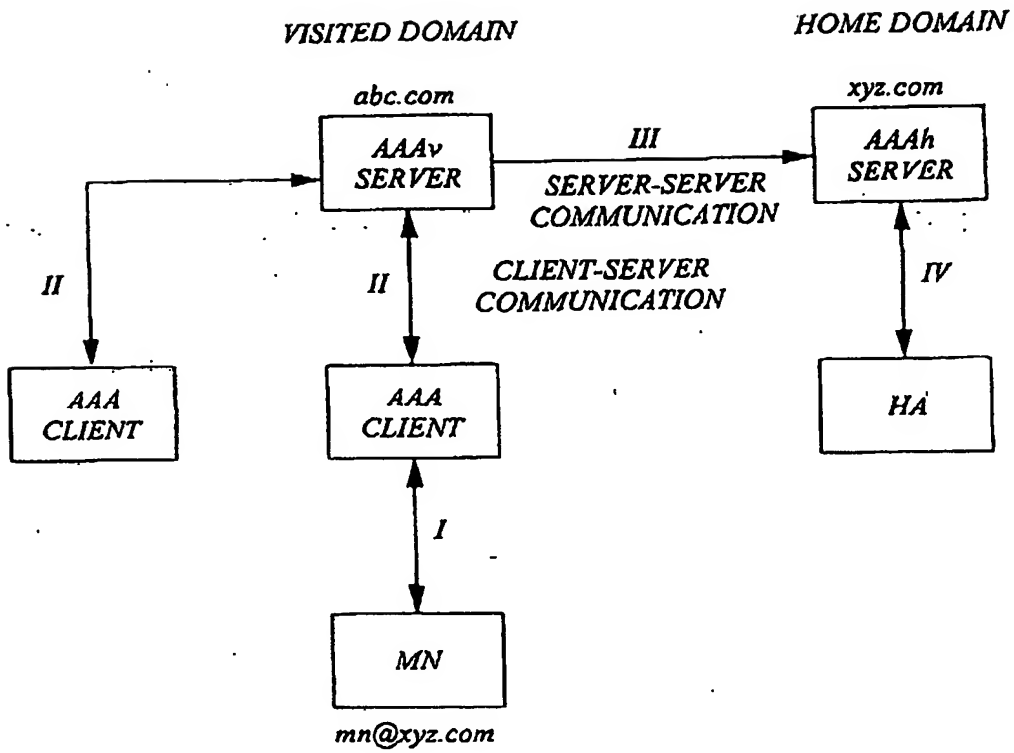 VISITED DOMAIN
HOME DOMAIN
abc.com
xyz.com
AAAv
SERVER
III
AAAh
SERVER
SERVER-SERVER
COMMUNICATION
II
II
CLIENT-SERVER
COMMUNICATION
IV
AAA
CLIENT
AAA
CLIENT
HA
I
MN
mn@xyz.com